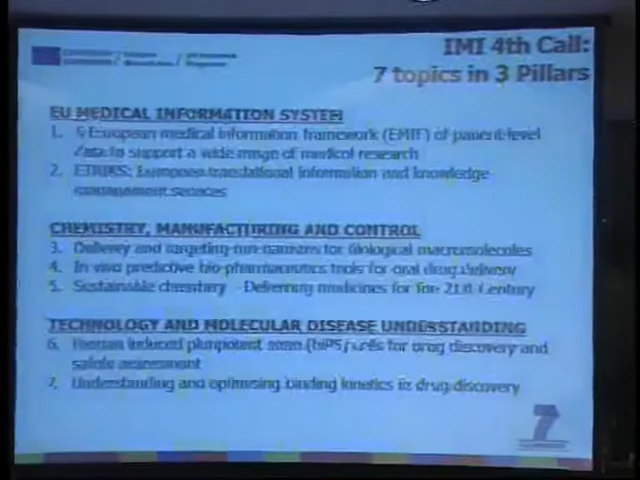 IMI 4th Call:
7 topics in 3 Pillars
EU MEDICAL INFORMATION SYSTEM
1. European medical information framework (EMIF) of patient-level
data to support a wide range of medical research
2. European translational information and knowledge
management services
CHEMISTRY, MANUFACTURING AND CONTROL
3. Delivery and targeting mechanisms for biological macromolecules
4. In vivo predictive bio-pharmaceutics tools for oral drug delivery
5. Sustainable chemistry - Delivering medicines for the 21st Century
TECHNOLOGY AND MOLECULAR DISEASE UNDERSTANDING
6. Human induced pluripotent stem (hiPS) cells for drug discovery and
safety assessment
7. Understanding and optimising binding kinetics in drug discovery
7